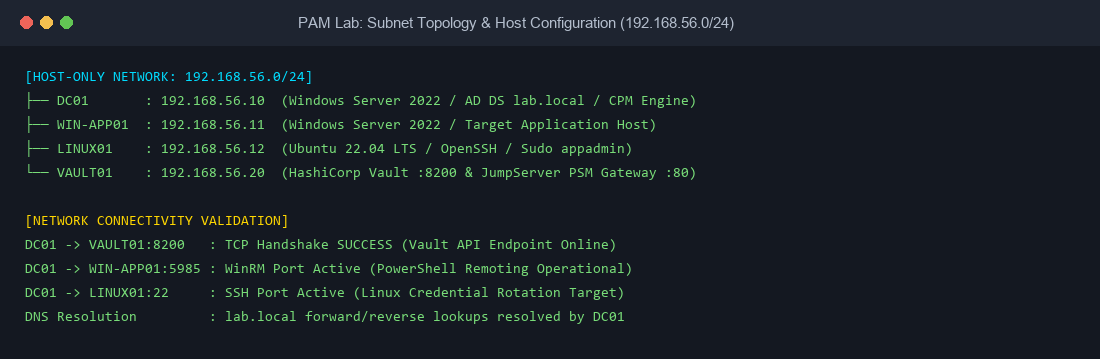 PAM Lab: Subnet Topology & Host Configuration (192.168.56.0/24)
[HOST-ONLY NETWORK: 192.168.56.0/24]
├── DC01       : 192.168.56.10  (Windows Server 2022 / AD DS lab.local / CPM Engine)
├── WIN-APP01  : 192.168.56.11  (Windows Server 2022 / Target Application Host)
├── LINUX01    : 192.168.56.12  (Ubuntu 22.04 LTS / OpenSSH / Sudo appadmin)
└── VAULT01    : 192.168.56.20  (HashiCorp Vault :8200 & JumpServer PSM Gateway :80)
[NETWORK CONNECTIVITY VALIDATION]
DC01 -> VAULT01:8200   : TCP Handshake SUCCESS (Vault API Endpoint Online)
DC01 -> WIN-APP01:5985 : WinRM Port Active (PowerShell Remoting Operational)
DC01 -> LINUX01:22     : SSH Port Active (Linux Credential Rotation Target)
DNS Resolution         : lab.local forward/reverse lookups resolved by DC01